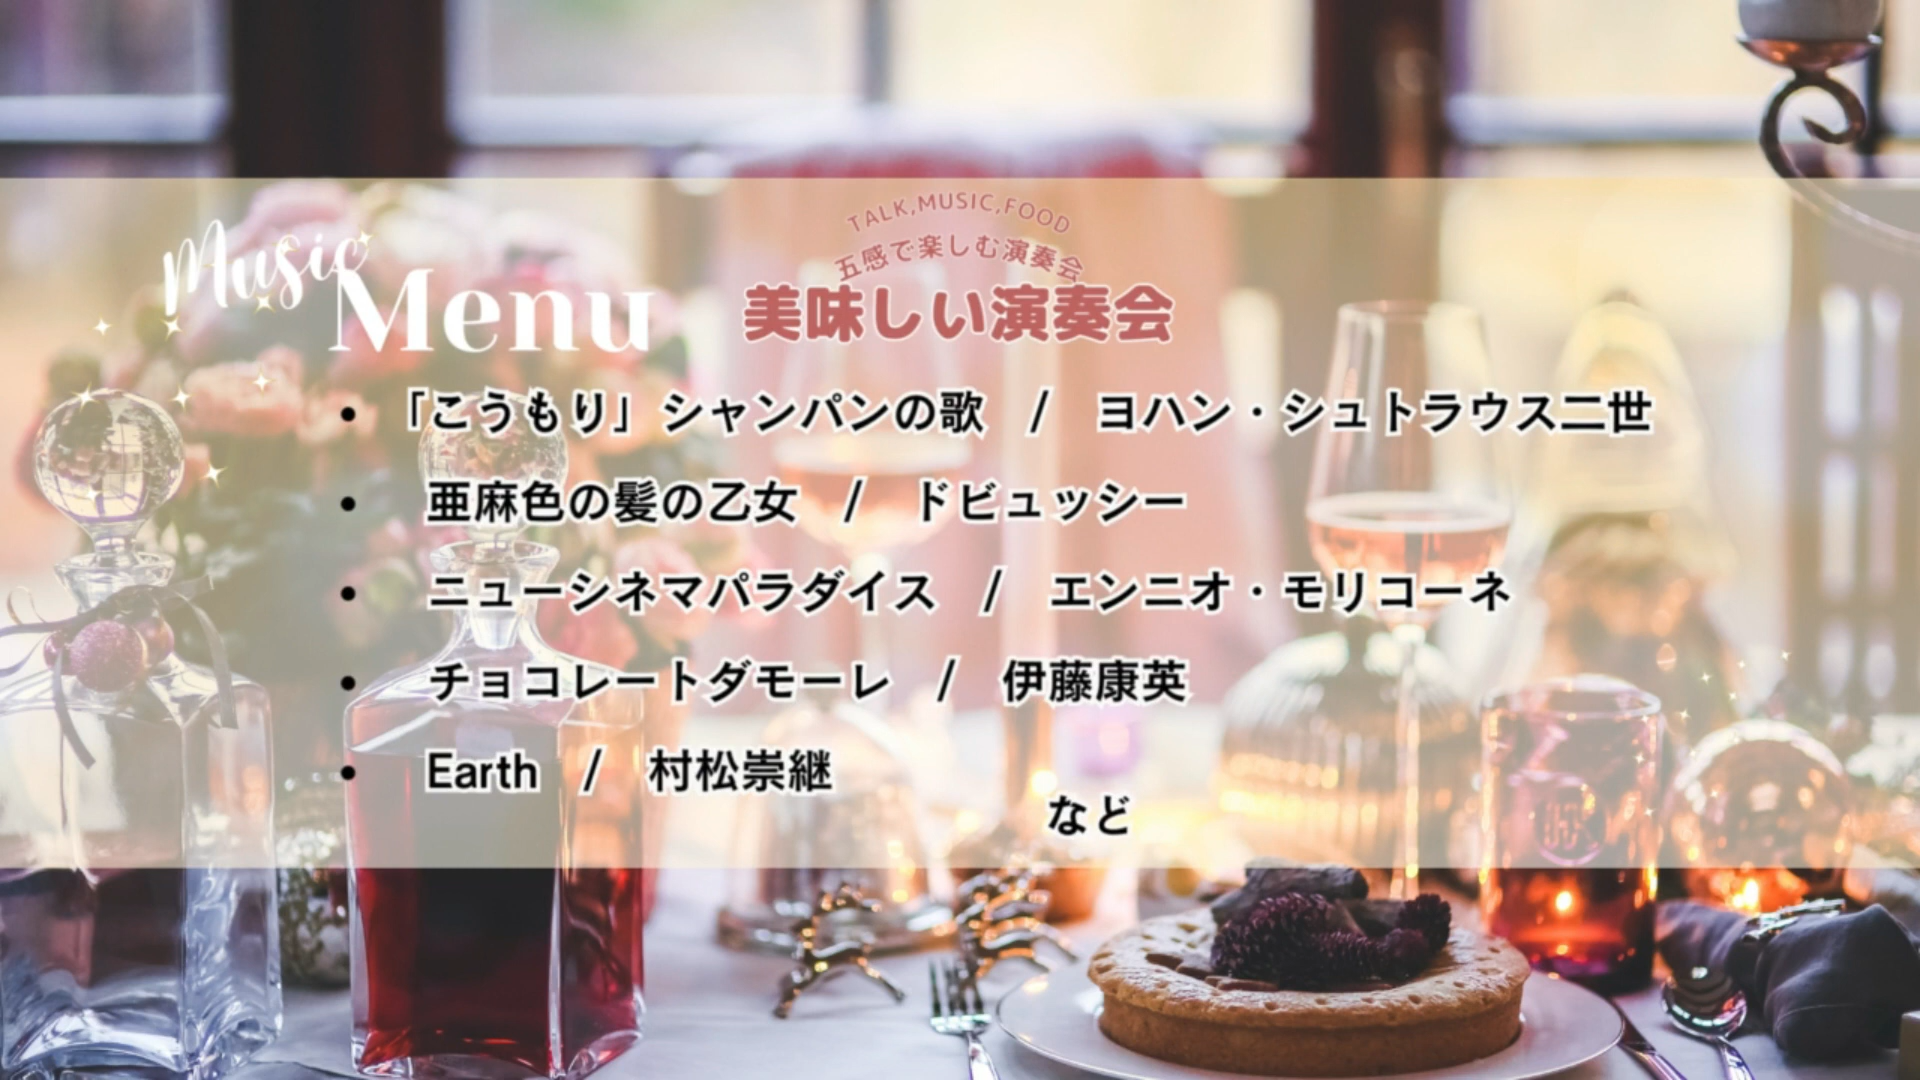 Music
Menu
TALK,MUSIC,FOOD
五感で楽しむ演奏会
美味しい演奏会
• 「こうもり」シャンパンの歌 / ヨハン・シュトラウス二世
• 亜麻色の髪の乙女 / ドビュッシー
• ニューシネマパラダイス / エンニオ・モリコーネ
• チョコレートダモーレ / 伊藤康英
• Earth / 村松崇継
など